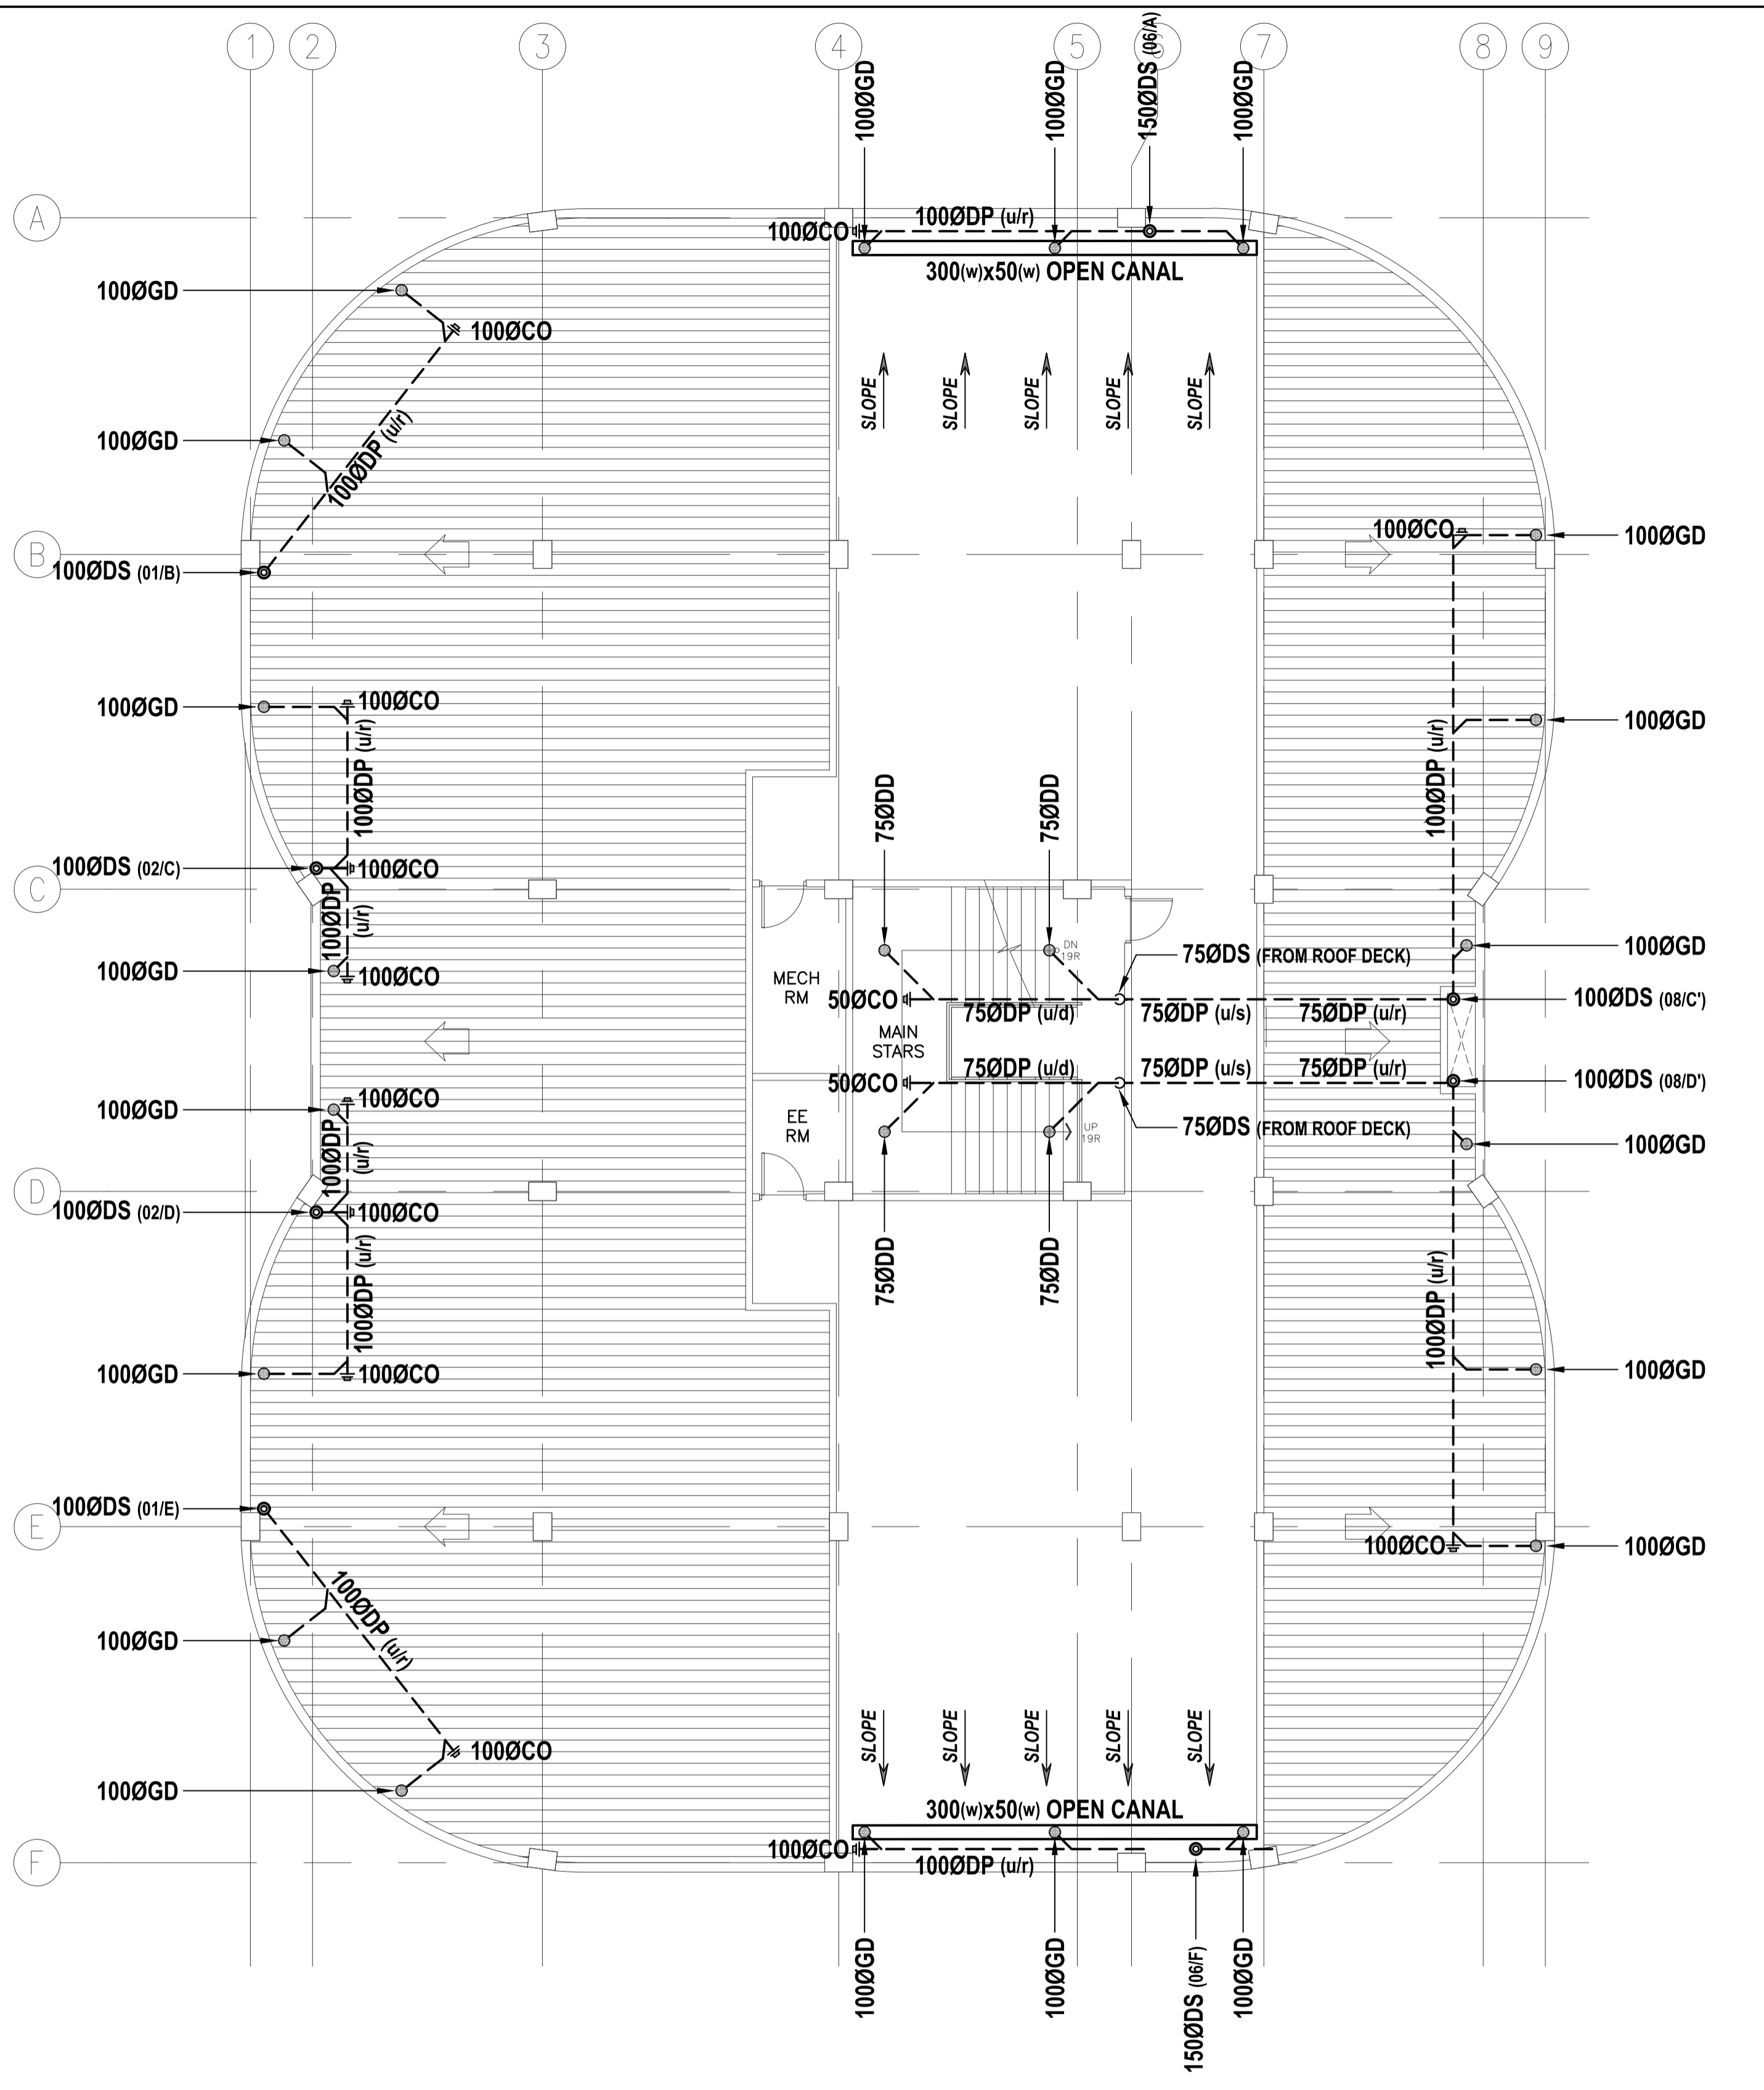 1
2
3
4
5
6
7
8
9
100ØGD
100ØGD
150ØDS (06/A)
100ØGD
A
100ØCO
100ØDP (u/r)
300(w)x50(w) OPEN CANAL
100ØGD
100ØCO
SLOPE
SLOPE
SLOPE
SLOPE
SLOPE
100ØGD
100ØDP (u/r)
B
100ØDS (01/B)
100ØCO
100ØGD
100ØGD
100ØCO
100ØGD
100ØDP (u/r)
100ØDP (u/r)
75ØDD
75ØDD
100ØDS (02/C)
100ØCO
C
100ØDP
(u/r)
100ØGD
100ØCO
DN
19R
75ØDS (FROM ROOF DECK)
100ØGD
MECH
RM
50ØCO
75ØDP (u/d)
75ØDP (u/s)
75ØDP (u/r)
100ØDS (08/C')
MAIN
STARS
50ØCO
75ØDP (u/d)
75ØDP (u/s)
75ØDP (u/r)
100ØDS (08/D')
100ØGD
100ØCO
EE
RM
UP
19R
75ØDS (FROM ROOF DECK)
100ØGD
100ØDP
(u/r)
D
100ØDS (02/D)
100ØCO
100ØDP (u/r)
75ØDD
75ØDD
100ØDP (u/r)
100ØGD
100ØCO
100ØGD
100ØDS (01/E)
E
100ØCO
100ØGD
100ØDP (u/r)
100ØGD
SLOPE
SLOPE
SLOPE
SLOPE
SLOPE
100ØCO
100ØGD
300(w)x50(w) OPEN CANAL
F
100ØCO
100ØDP (u/r)
100ØGD
100ØGD
150ØDS (06/F)
100ØGD